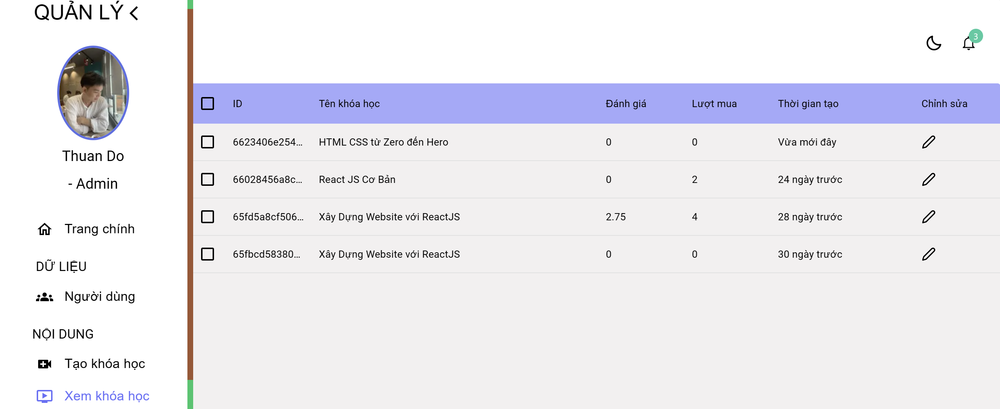 QUẢN LÝ
Thuan Do
- Admin
Trang chính
DỮ LIỆU
Người dùng
NỘI DUNG
Tạo khóa học
Xem khóa học
3
ID Tên khóa học Đánh giá Lượt mua Thời gian tạo Chỉnh sửa
6623406e254... HTML CSS từ Zero đến Hero 0 0 Vừa mới đây
66028456a8c... React JS Cơ Bản 0 2 24 ngày trước
65fd5a8cf506... Xây Dựng Website với ReactJS 2.75 4 28 ngày trước
65fbcd58380... Xây Dựng Website với ReactJS 0 0 30 ngày trước